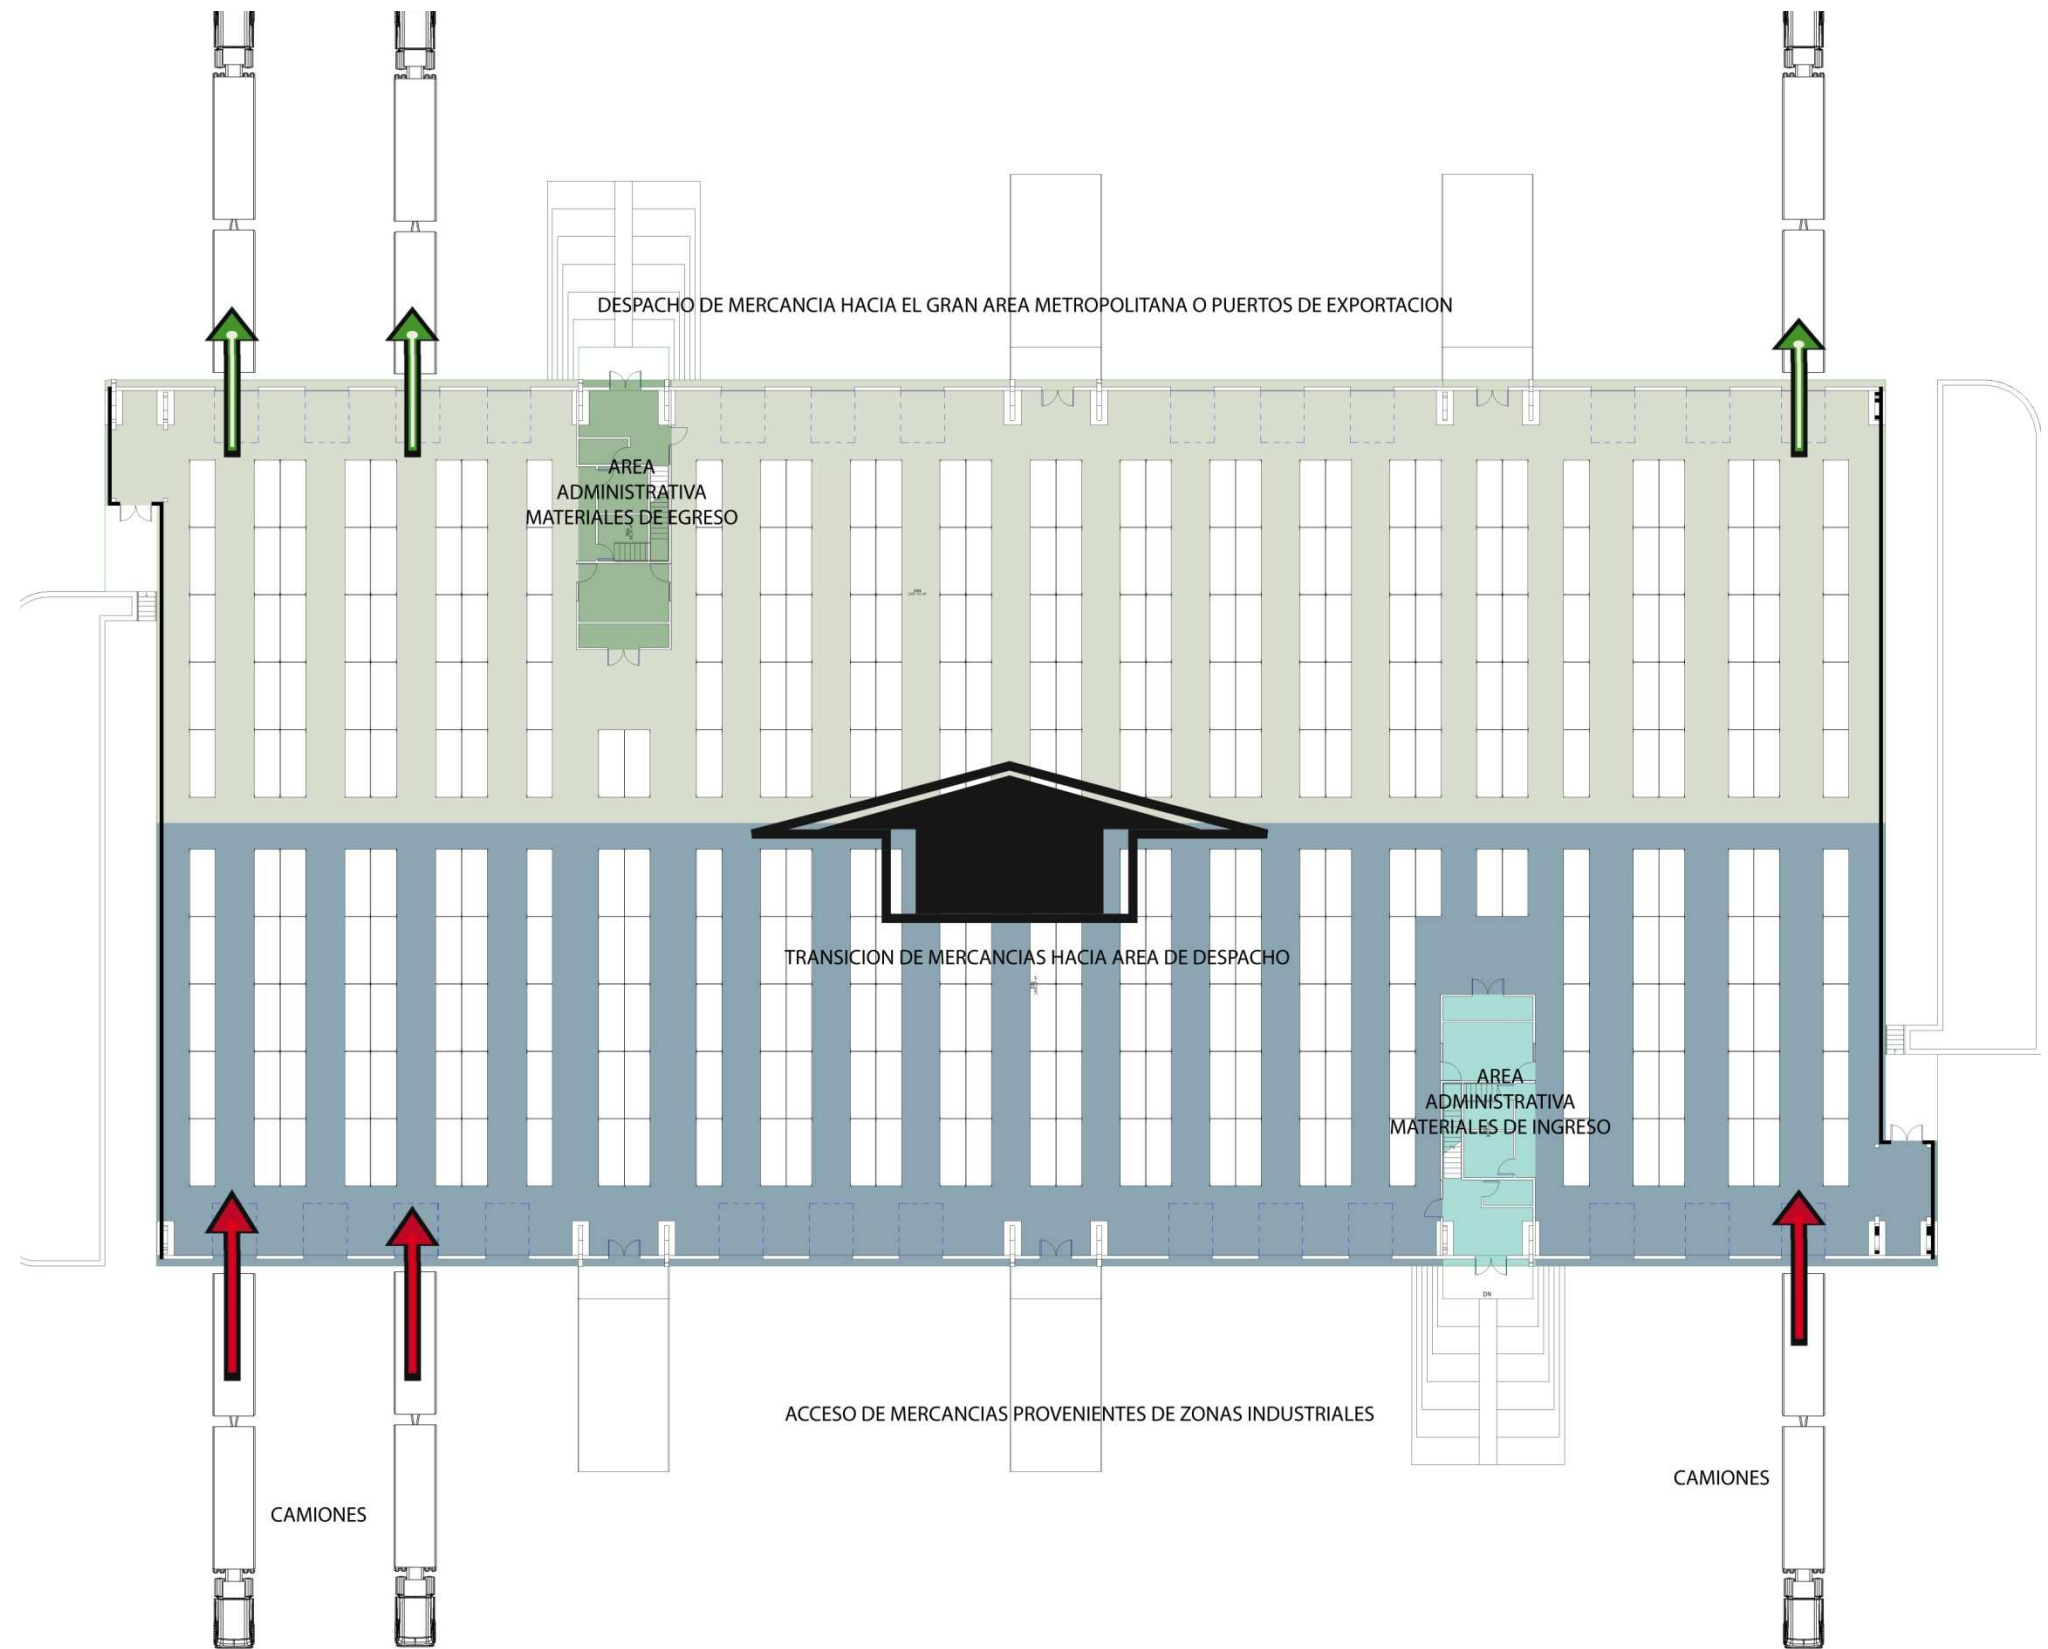 DESPACHO DE MERCANCIA HACIA EL GRAN AREA METROPOLITANA O PUERTOS DE EXPORTACION
AREA
ADMINISTRATIVA
MATERIALES DE EGRESO
TRANSICION DE MERCANCIAS HACIA AREA DE DESPACHO
AREA
ADMINISTRATIVA
MATERIALES DE INGRESO
DN
ACCESO DE MERCANCIAS PROVENIENTES DE ZONAS INDUSTRIALES
CAMIONES
CAMIONES